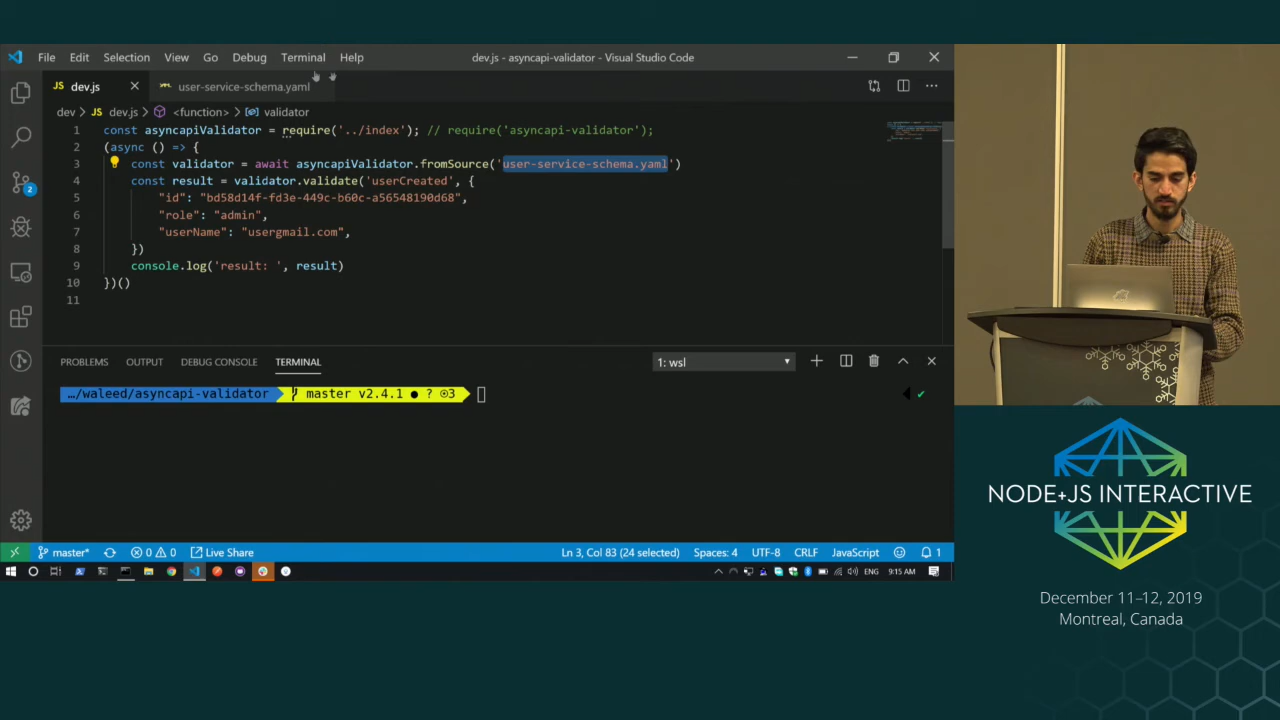 File Edit Selection View Go Debug Terminal Help dev.js - asyncapi-validator - Visual Studio Code
JS dev.js user-service-schema.yaml
dev > JS dev.js > <function> > validator
1 const asyncapiValidator = require('../index'); // require('asyncapi-validator');
2 (async () => {
3 const validator = await asyncapiValidator.fromSource('user-service-schema.yaml')
4 const result = validator.validate('userCreated', {
5 "id": "bd58d14f-fd3e-449c-b60c-a56548190d68",
6 "role": "admin",
7 "userName": "usergmail.com",
8 })
9 console.log('result: ', result)
10 })()
11
2
PROBLEMS OUTPUT DEBUG CONSOLE TERMINAL 1: wsl
…/waleed/asyncapi-validator master v2.4.1 ● ? ⊙3
master* 0 0 Live Share Ln 3, Col 83 (24 selected) Spaces: 4 UTF-8 CRLF JavaScript 1
ENG 9:15 AM
NODE+JS INTERACTIVE
December 11–12, 2019
Montreal, Canada